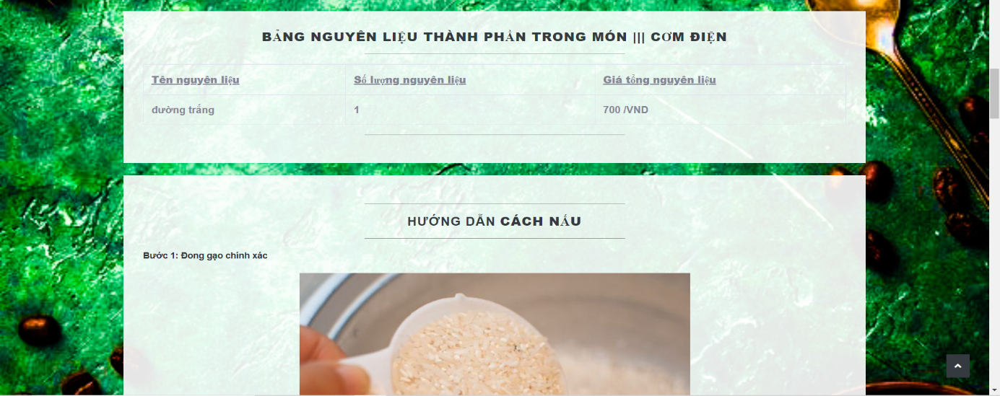 BẢNG NGUYÊN LIỆU THÀNH PHẦN TRONG MÓN ||| CƠM ĐIỆN
Tên nguyên liệu Số lượng nguyên liệu Giá tổng nguyên liệu
đường trắng 1 700 /VND
HƯỚNG DẪN CÁCH NẤU
Bước 1: Đong gạo chính xác